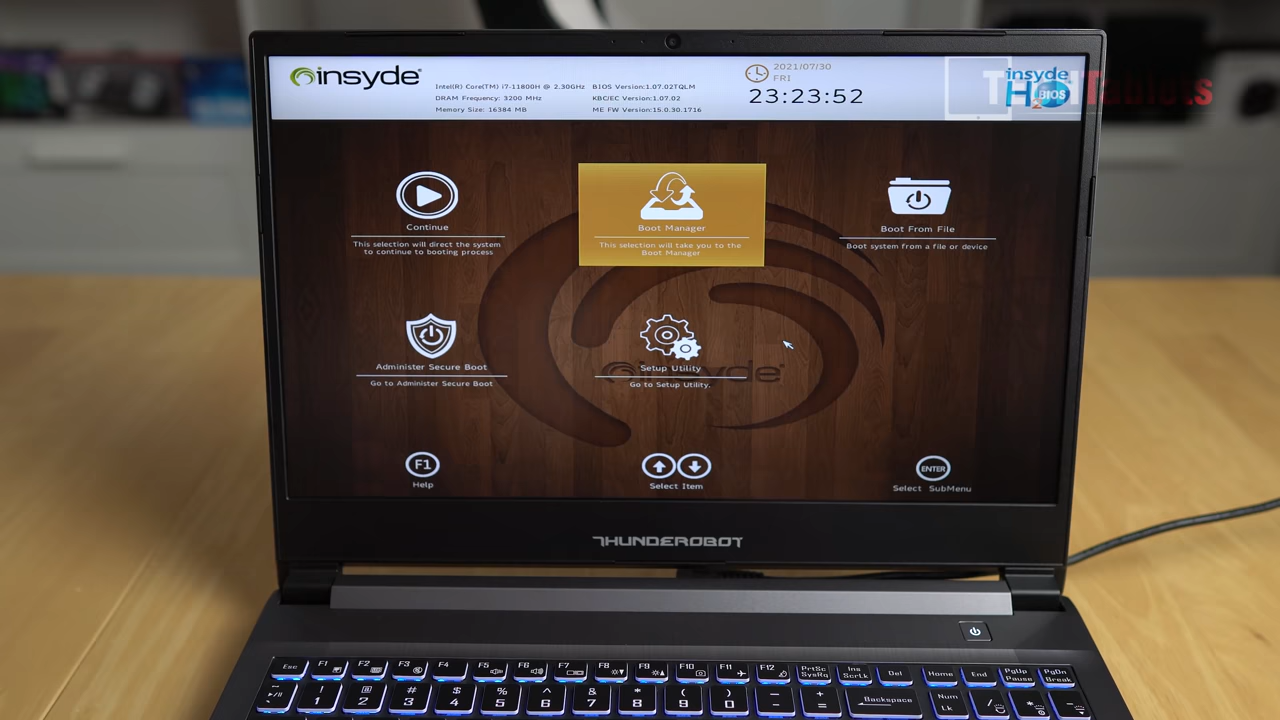 insyde
Intel(R) Core(TM) i7-11800H @ 2.30GHz
DRAM Frequency: 3200 MHz
Memory Size: 16384 MB
BIOS Version:1.07.02TQLM
KBC/EC Version:1.07.02
ME FW Version:15.0.30.1716
2021/07/30
FRI
23:23:52
insyde
H2O BIOS
Continue
This selection will direct the system
to continue to booting process
Boot Manager
This selection will take you to the
Boot Manager
Boot From File
Boot system from a file or device
Administer Secure Boot
Go to Administer Secure Boot
Setup Utility
Go to Setup Utility.
insyde
F1
Help
Select Item
ENTER
Select SubMenu
THUNDEROBOT
Esc F1 F2 F3 F4 F5 F6 F7 F8 F9 F10 F11 F12 PrtSc SysRq Ins ScrLk Del Home End PgUp Pause PgDn Break
! 1 @ 2 # 3 $ 4 % 5 ^ 6 & 7 * 8 ( 9 ) 0 - + = Backspace Num Lk / * -